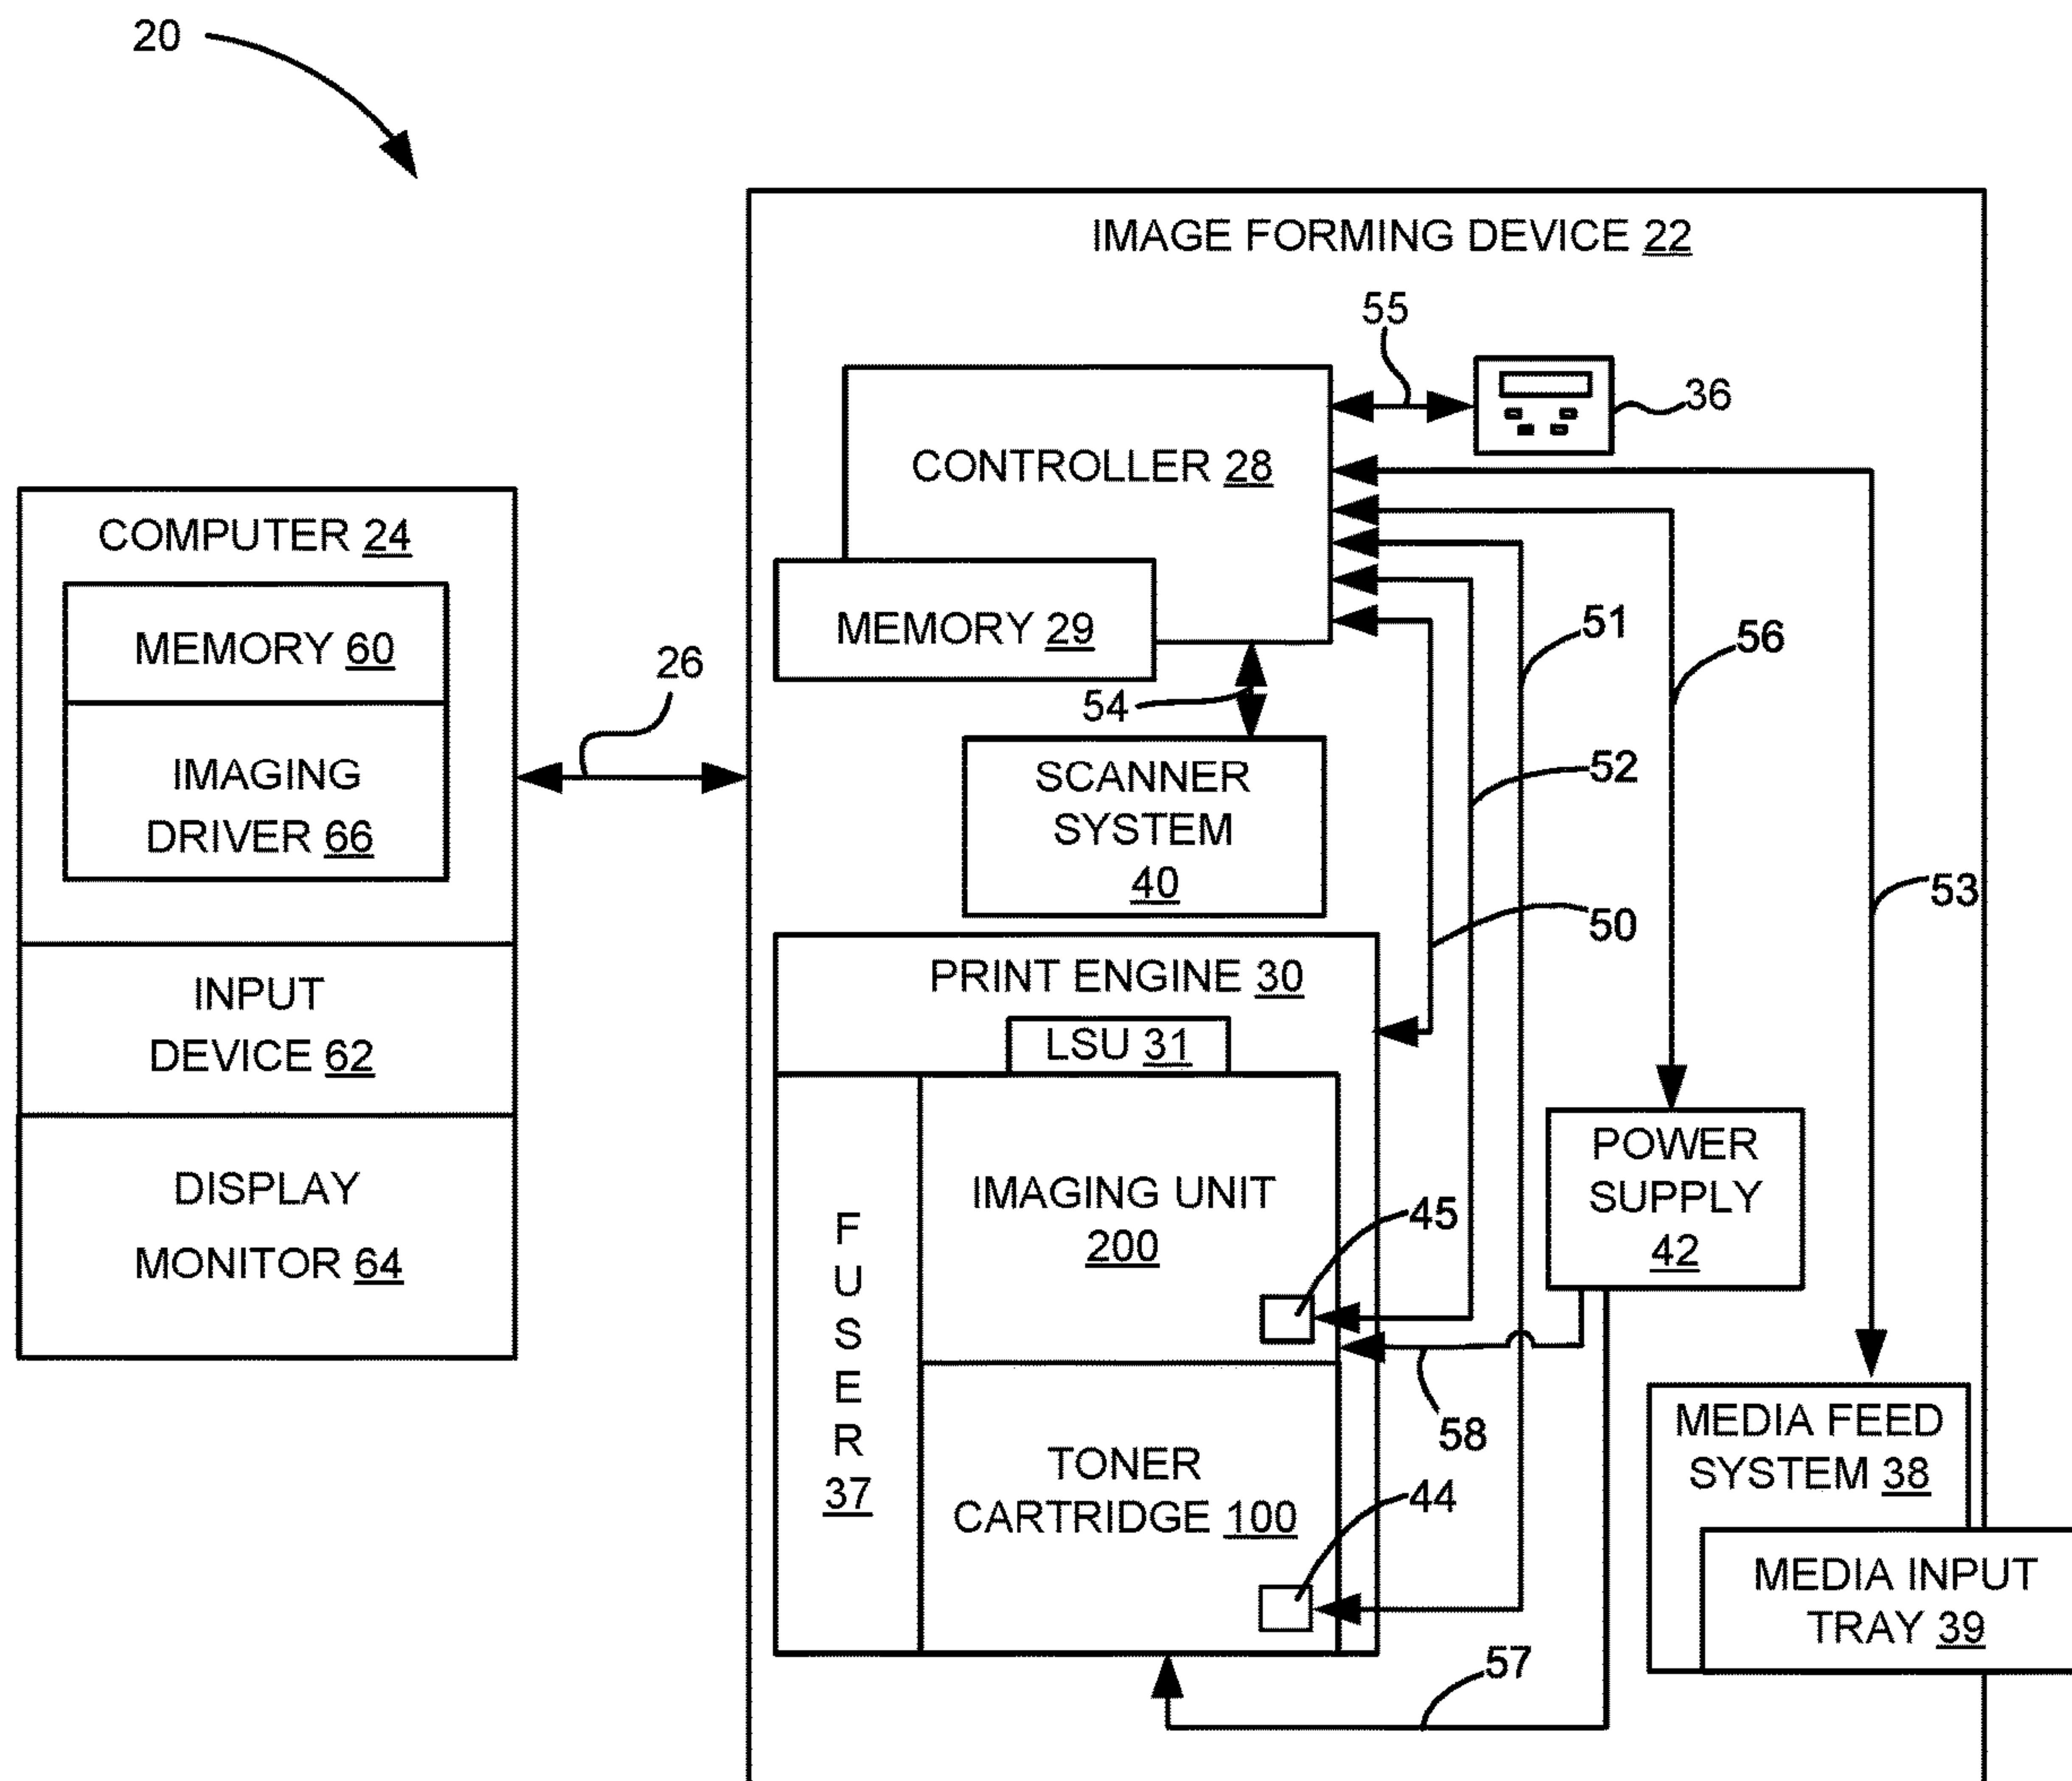 20
IMAGE FORMING DEVICE 22
55
36
CONTROLLER 28
MEMORY 29
54
SCANNER
SYSTEM
40
51
56
52
53
50
COMPUTER 24
MEMORY 60
IMAGING
DRIVER 66
INPUT
DEVICE 62
DISPLAY
MONITOR 64
26
PRINT ENGINE 30
LSU 31
FUSER
37
IMAGING UNIT
200
45
TONER
CARTRIDGE 100
44
58
57
POWER
SUPPLY
42
MEDIA FEED
SYSTEM 38
MEDIA INPUT
TRAY 39